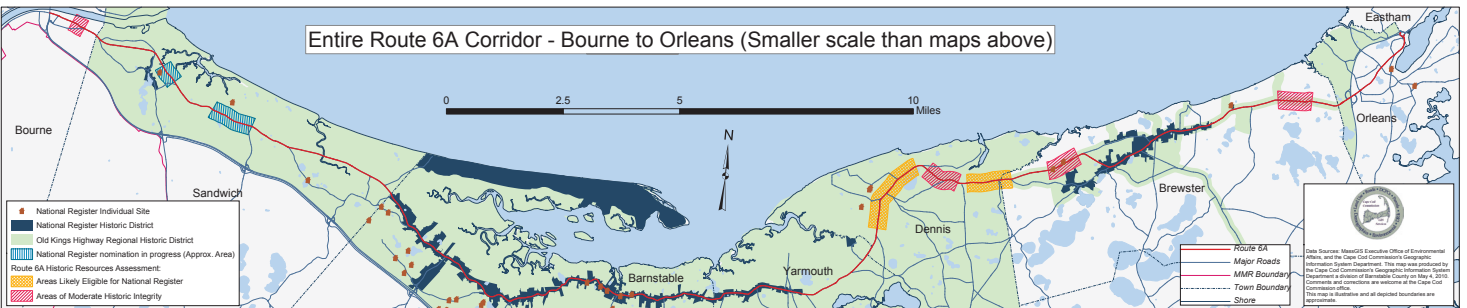 Entire Route 6A Corridor - Bourne to Orleans (Smaller scale than maps above)
Eastham
0 2.5 5 10
Miles
N
Bourne
Sandwich
Barnstable
Yarmouth
Dennis
Brewster
Orleans
National Register Individual Site
National Register Historic District
Old Kings Highway Regional Historic District
National Register nomination in progress (Approx. Area)
Route 6A Historic Resources Assessment:
Areas Likely Eligible for National Register
Areas of Moderate Historic Integrity
Route 6A
Major Roads
MMR Boundary
Town Boundary
Shore
Data Sources: MassGIS Executive Office of Environmental
Affairs, and the Cape Cod Commission's Geographic
Information System Department. This map was produced by
the Cape Cod Commission's Geographic Information System
Department a division of Barnstable County on May 4, 2010.
Comments and corrections are welcome at the Cape Cod
Commission office.
This map is illustrative and all depicted boundaries are
approximate.